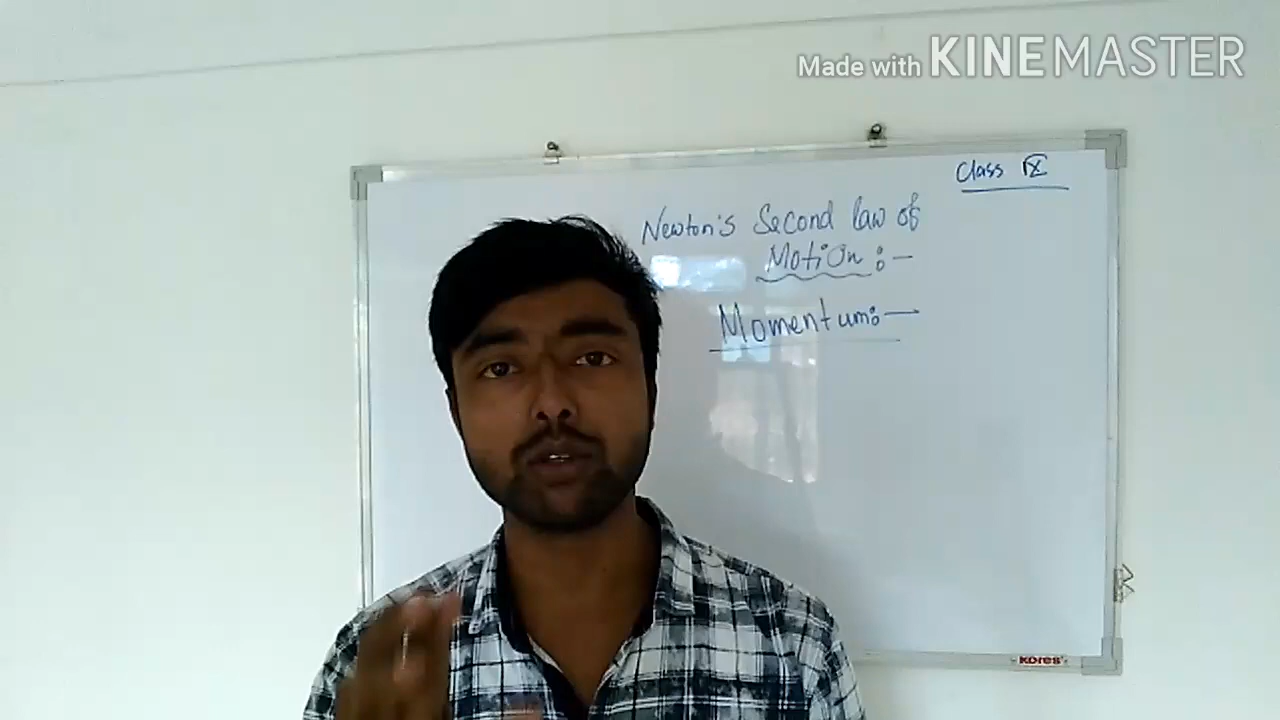 Made with KINEMASTER
Class IX
Newton's Second law of
Motion :-
Momentum:-
KORES